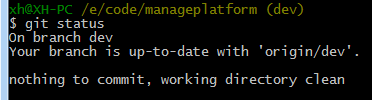 xh@XH-PC /e/code/manageplatform (dev)
$ git status
On branch dev
Your branch is up-to-date with 'origin/dev'.
nothing to commit, working directory clean